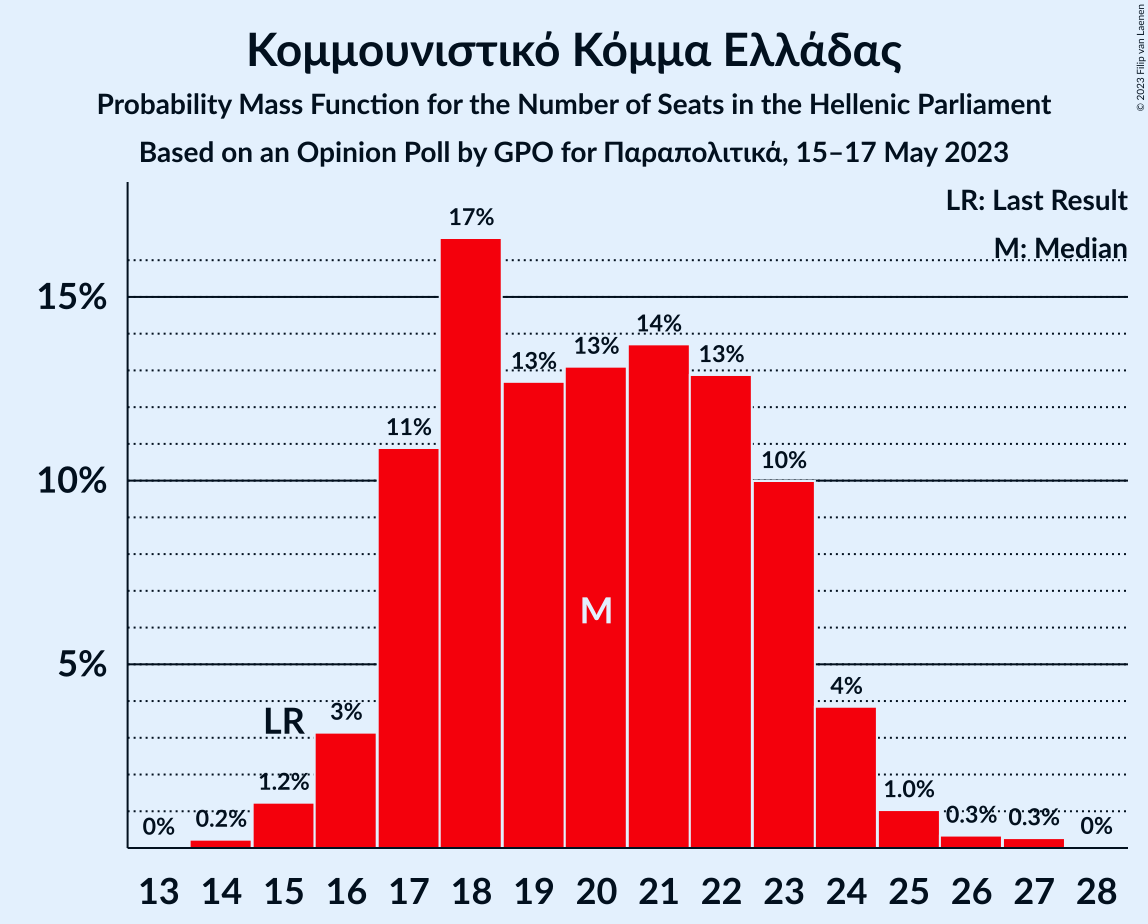 Κομμουνιστικό Κόμμα Ελλάδας
Probability Mass Function for the Number of Seats in the Hellenic Parliament
Based on an Opinion Poll by GPO for Παραπολιτικά, 15–17 May 2023
© 2023 Filip van Laenen
LR: Last Result
M: Median
15%
10%
5%
0%
0.2%
1.2%
LR
3%
11%
17%
13%
13%
M
14%
13%
10%
4%
1.0%
0.3%
0.3%
0%
13 14 15 16 17 18 19 20 21 22 23 24 25 26 27 28